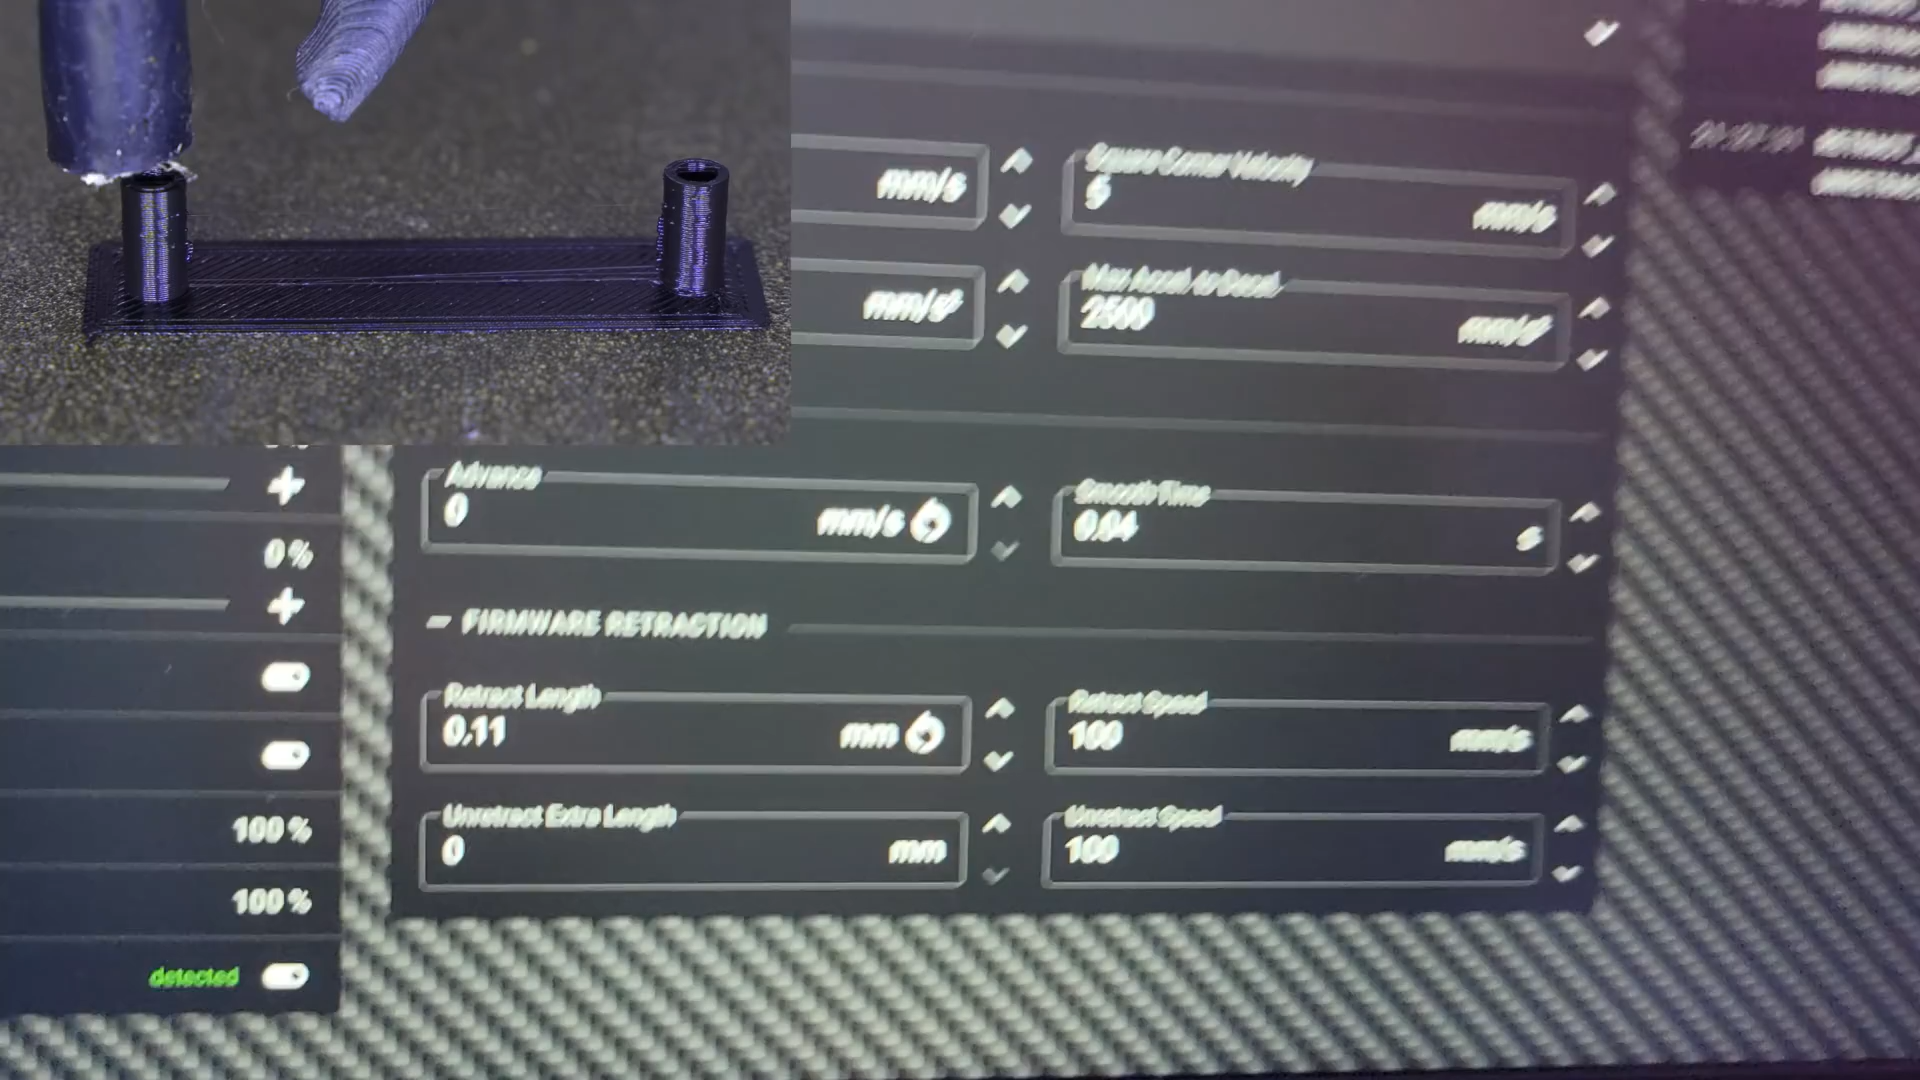 mm/s
Square Corner Velocity
5
mm/s
mm/s²
Max Accel. to Decel.
2500
mm/s²
Advance
0
mm/s
Smooth Time
0.04
s
0 %
FIRMWARE RETRACTION
Retract Length
0.11
mm
Retract Speed
100
mm/s
Unretract Extra Length
0
mm
Unretract Speed
100
mm/s
100 %
100 %
detected